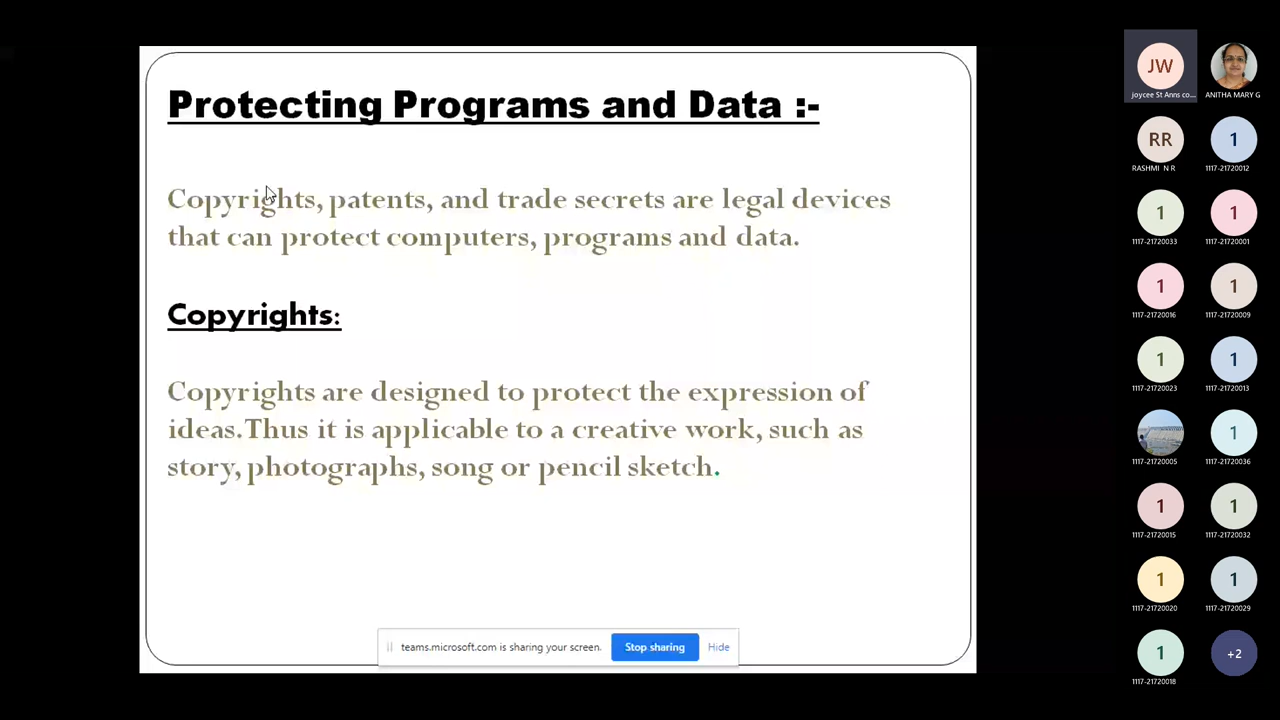 Protecting Programs and Data :-
Copyrights, patents, and trade secrets are legal devices
that can protect computers, programs and data.
Copyrights:
Copyrights are designed to protect the expression of
ideas.Thus it is applicable to a creative work, such as
story, photographs, song or pencil sketch.
teams.microsoft.com is sharing your screen.
Stop sharing
Hide
JW
joycee St Anns co...
ANITHA MARY G
RR
RASHMI N R
1
1117-21720012
1
1117-21720033
1
1117-21720001
1
1117-21720016
1
1117-21720009
1
1117-21720023
1
1117-21720013
1117-21720005
1
1117-21720036
1
1117-21720015
1
1117-21720032
1
1117-21720020
1
1117-21720029
1
1117-21720018
+2